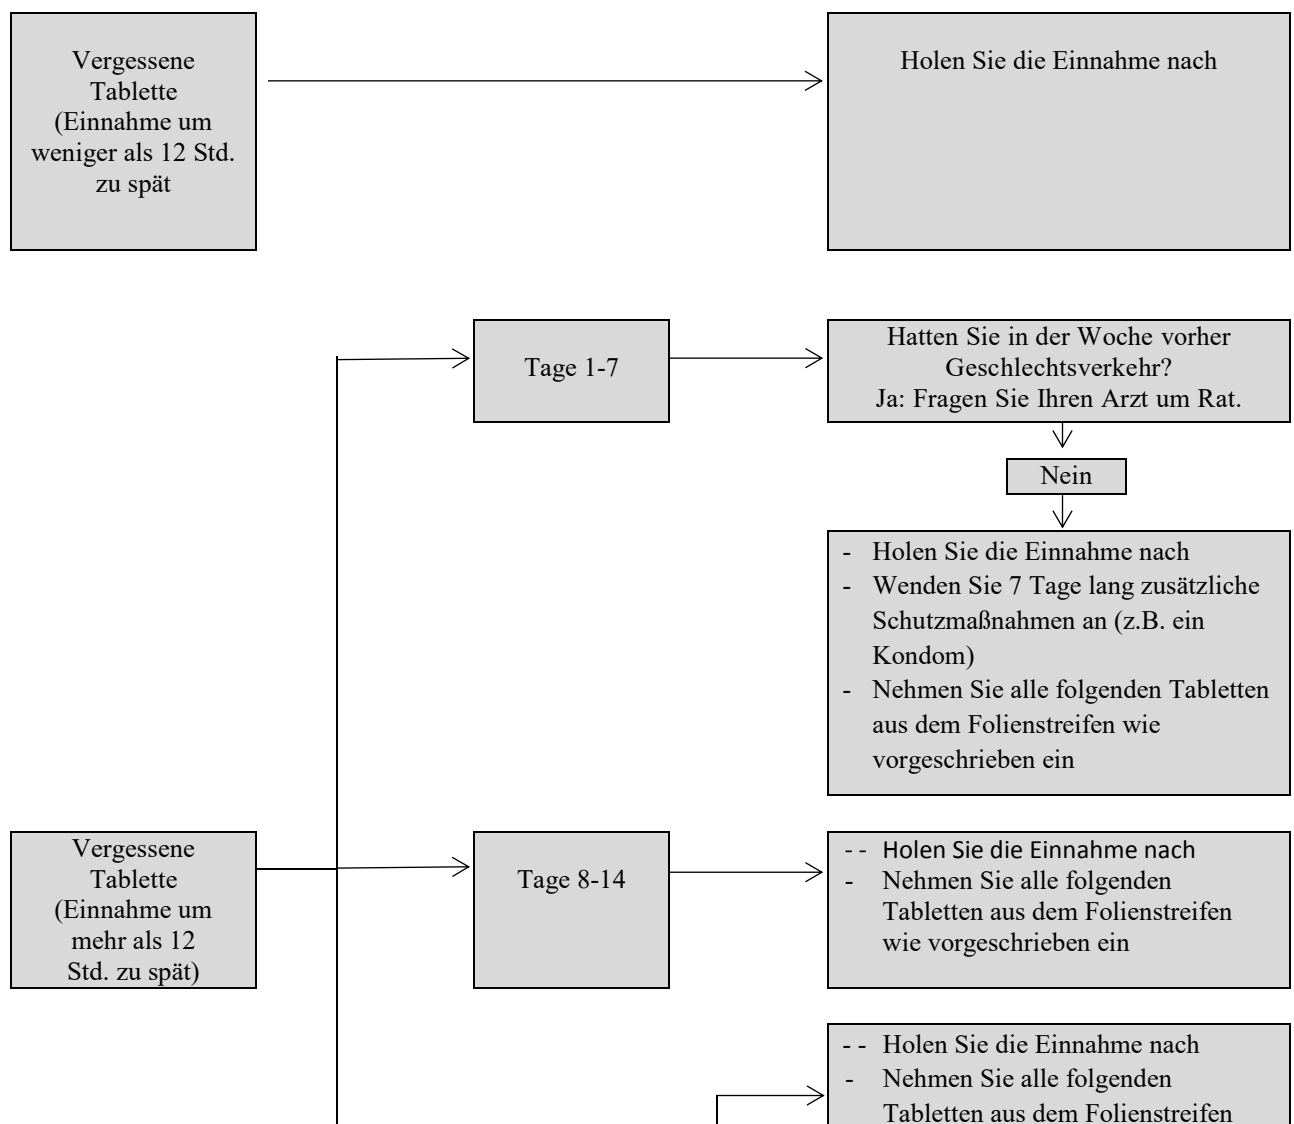 Vergessene
Tablette
(Einnahme um
weniger als 12 Std.
zu spät
Holen Sie die Einnahme nach
Tage 1-7
Hatten Sie in der Woche vorher
Geschlechtsverkehr?
Ja: Fragen Sie Ihren Arzt um Rat.
Nein
- Holen Sie die Einnahme nach
- Wenden Sie 7 Tage lang zusätzliche
Schutzmaßnahmen an (z.B. ein
Kondom)
- Nehmen Sie alle folgenden Tabletten
aus dem Folienstreifen wie
vorgeschrieben ein
Vergessene
Tablette
(Einnahme um
mehr als 12
Std. zu spät)
Tage 8-14
- - Holen Sie die Einnahme nach
- Nehmen Sie alle folgenden
Tabletten aus dem Folienstreifen
wie vorgeschrieben ein
- - Holen Sie die Einnahme nach
- Nehmen Sie alle folgenden
Tabletten aus dem Folienstreifen